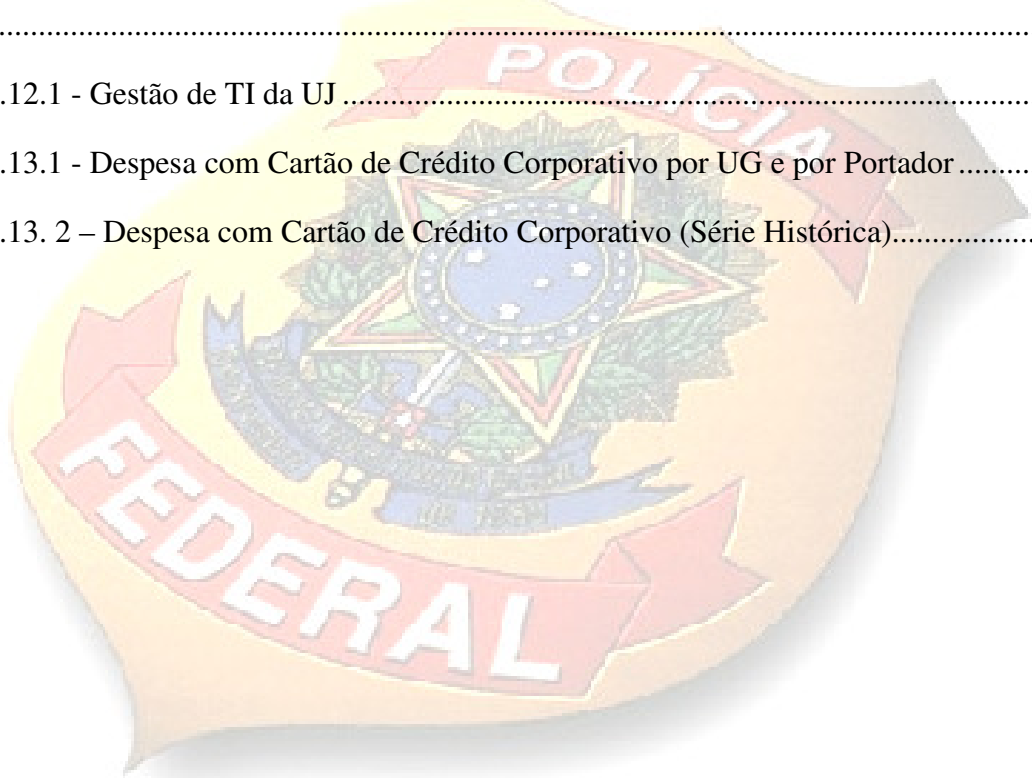 ....................................................................................................................................
.12.1 - Gestão de TI da UJ ........................................................................................
POLÍCIA
.13.1 - Despesa com Cartão de Crédito Corporativo por UG e por Portador .........
.13. 2 – Despesa com Cartão de Crédito Corporativo (Série Histórica)..................
FEDERAL